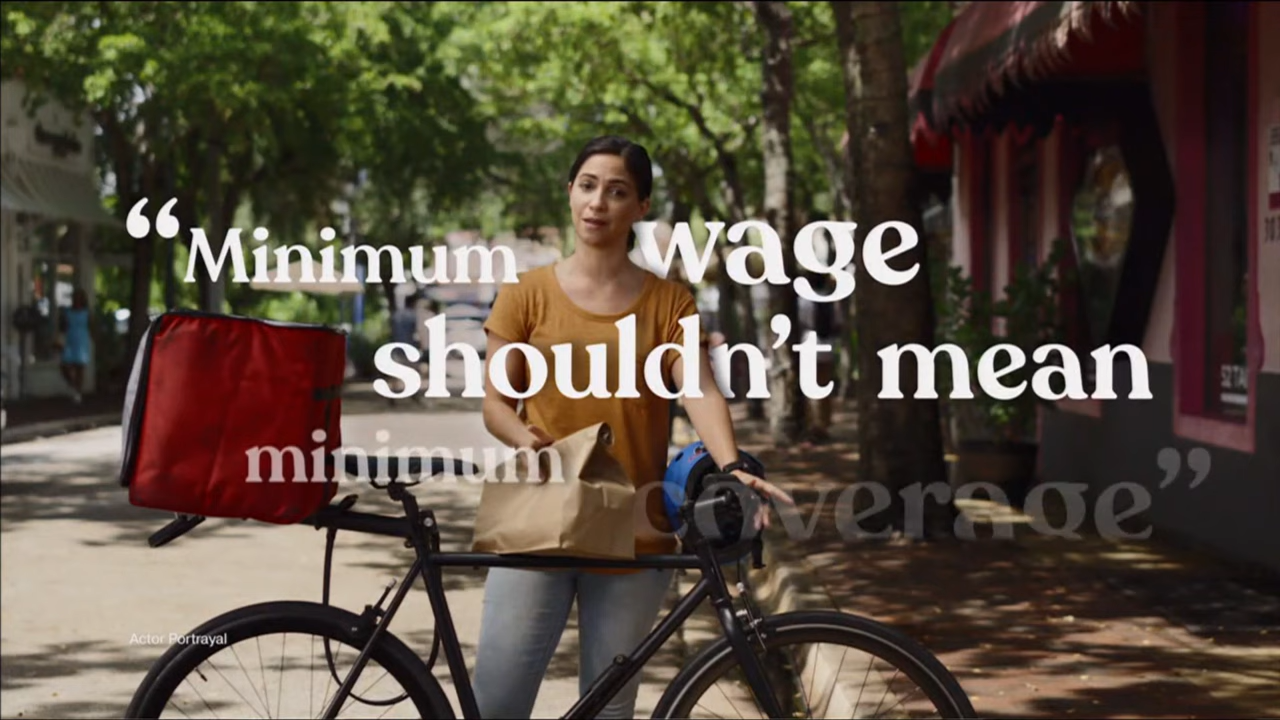 “Minimum wage
shouldn’t mean
minimum coverage”
Actor Portrayal